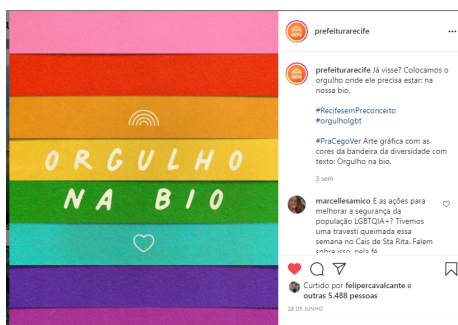 ORGULHO
NA BIO
prefeiturarecife
prefeiturarecife Já visse? Colocamos o
orgulho onde ele precisa estar: na
nossa bio.
#RecifesemPreconceito
#orgulholgbt
#PraCegoVer Arte gráfica com as
cores da bandeira da diversidade com
texto: Orgulho na bio.
3 sem
marcellesamico E as ações para
melhorar a segurança da
população LGBTQIA+? Tivemos
uma travesti queimada essa
semana no Cais de Sta Rita. Falem
sobre isso, pela fé
Curtido por felipercavalcante e
outras 5.488 pessoas
28 DE JUNHO